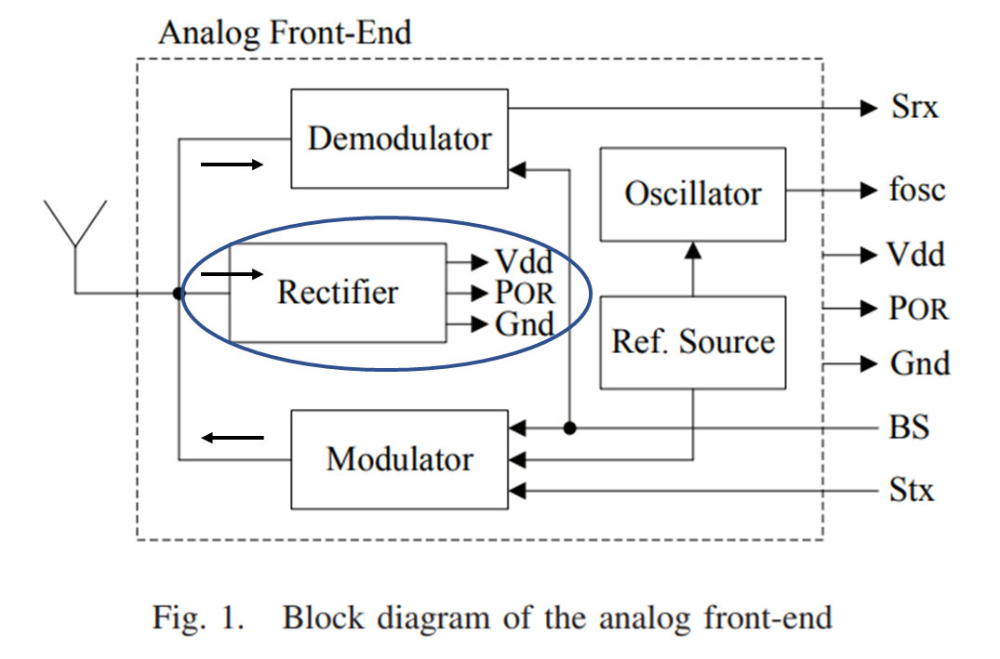 Analog Front-End
Demodulator
Srx
Oscillator
fosc
Rectifier
Vdd
POR
Gnd
Vdd
POR
Gnd
Ref. Source
Modulator
BS
Stx
Fig. 1. Block diagram of the analog front-end